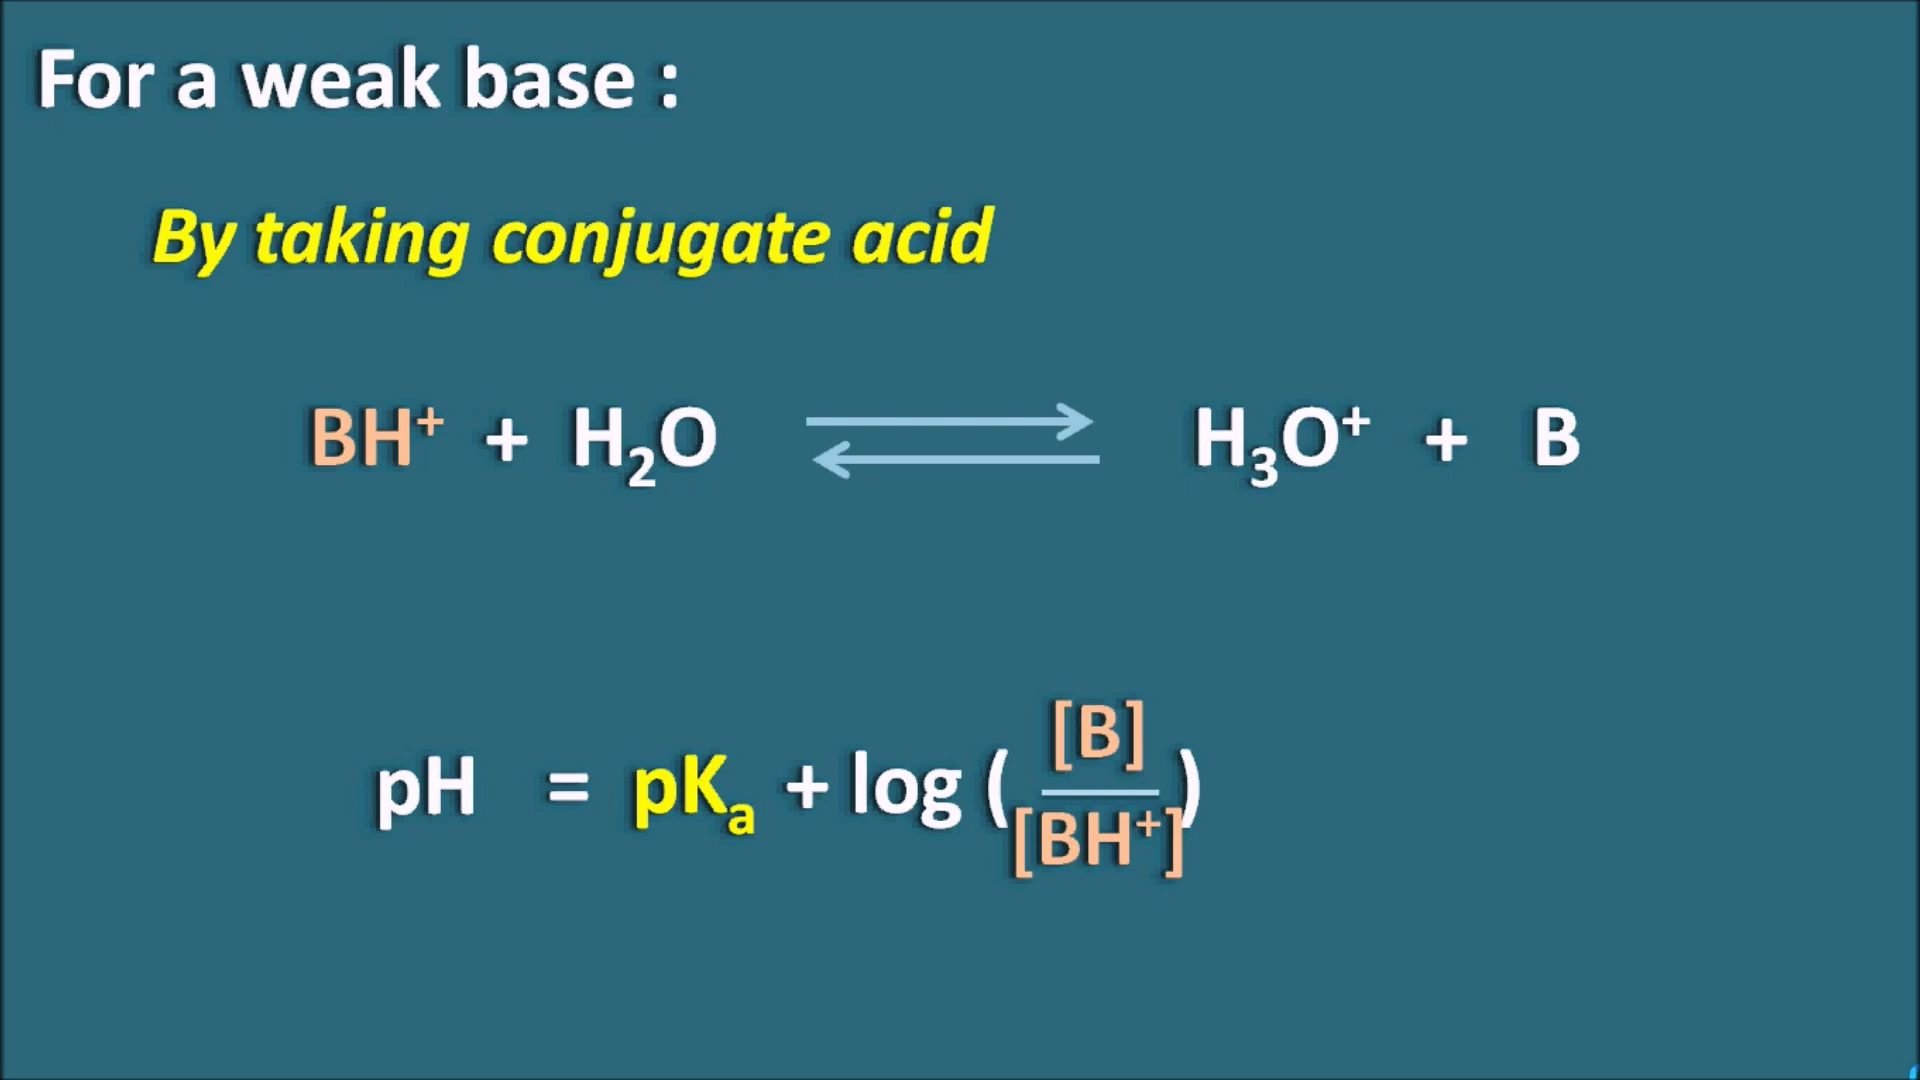 For a weak base :
By taking conjugate acid
BH⁺ + H₂O ⇌ H₃O⁺ + B
pH = pKₐ + log ( [B] / [BH⁺] )